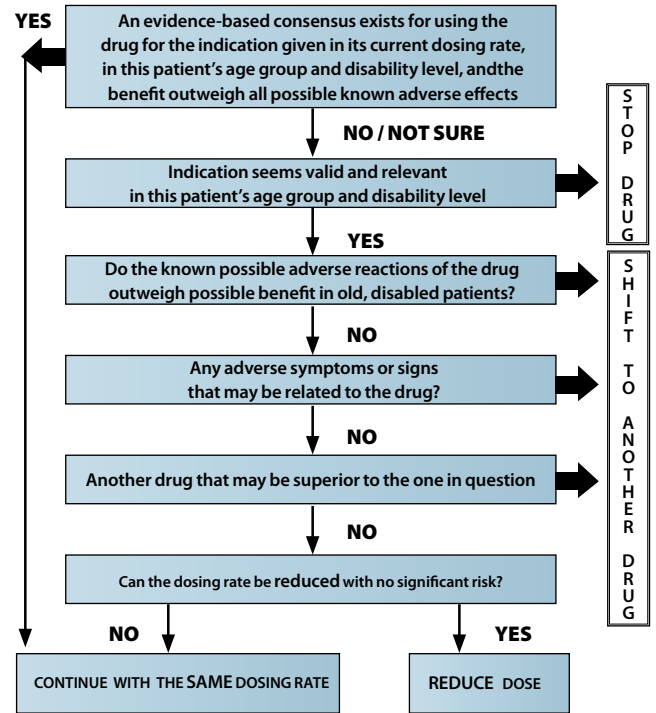 YES
An evidence-based consensus exists for using the
drug for the indication given in its current dosing rate,
in this patient's age group and disability level, andthe
benefit outweigh all possible known adverse effects
NO / NOT SURE
Indication seems valid and relevant
in this patient's age group and disability level
STOP DRUG
YES
Do the known possible adverse reactions of the drug
outweigh possible benefit in old, disabled patients?
SHIFT TO ANOTHER DRUG
NO
Any adverse symptoms or signs
that may be related to the drug?
NO
Another drug that may be superior to the one in question
NO
Can the dosing rate be reduced with no significant risk?
NO
YES
CONTINUE WITH THE SAME DOSING RATE
REDUCE DOSE